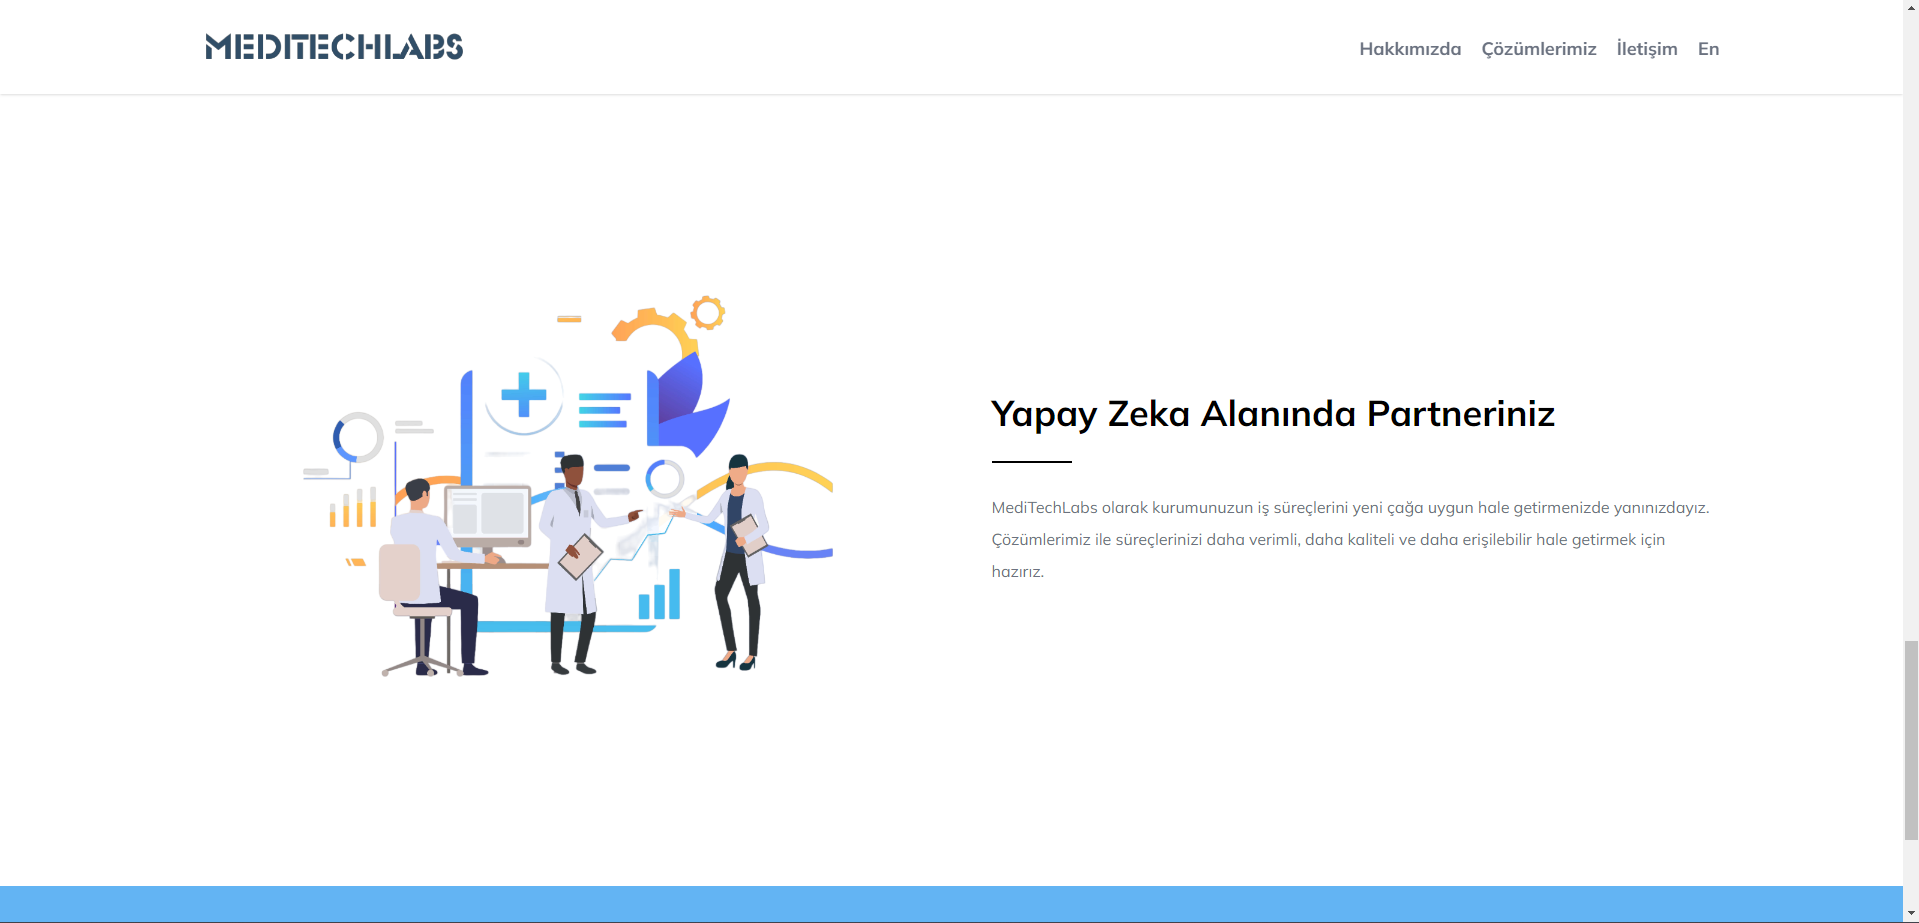 MEDITECHLABS
Hakkımızda Çözümlerimiz İletişim En
Yapay Zeka Alanında Partneriniz
MediTechLabs olarak kurumunuzun iş süreçlerini yeni çağa uygun hale getirmenizde yanınızdayız.
Çözümlerimiz ile süreçlerinizi daha verimli, daha kaliteli ve daha erişilebilir hale getirmek için
hazırız.